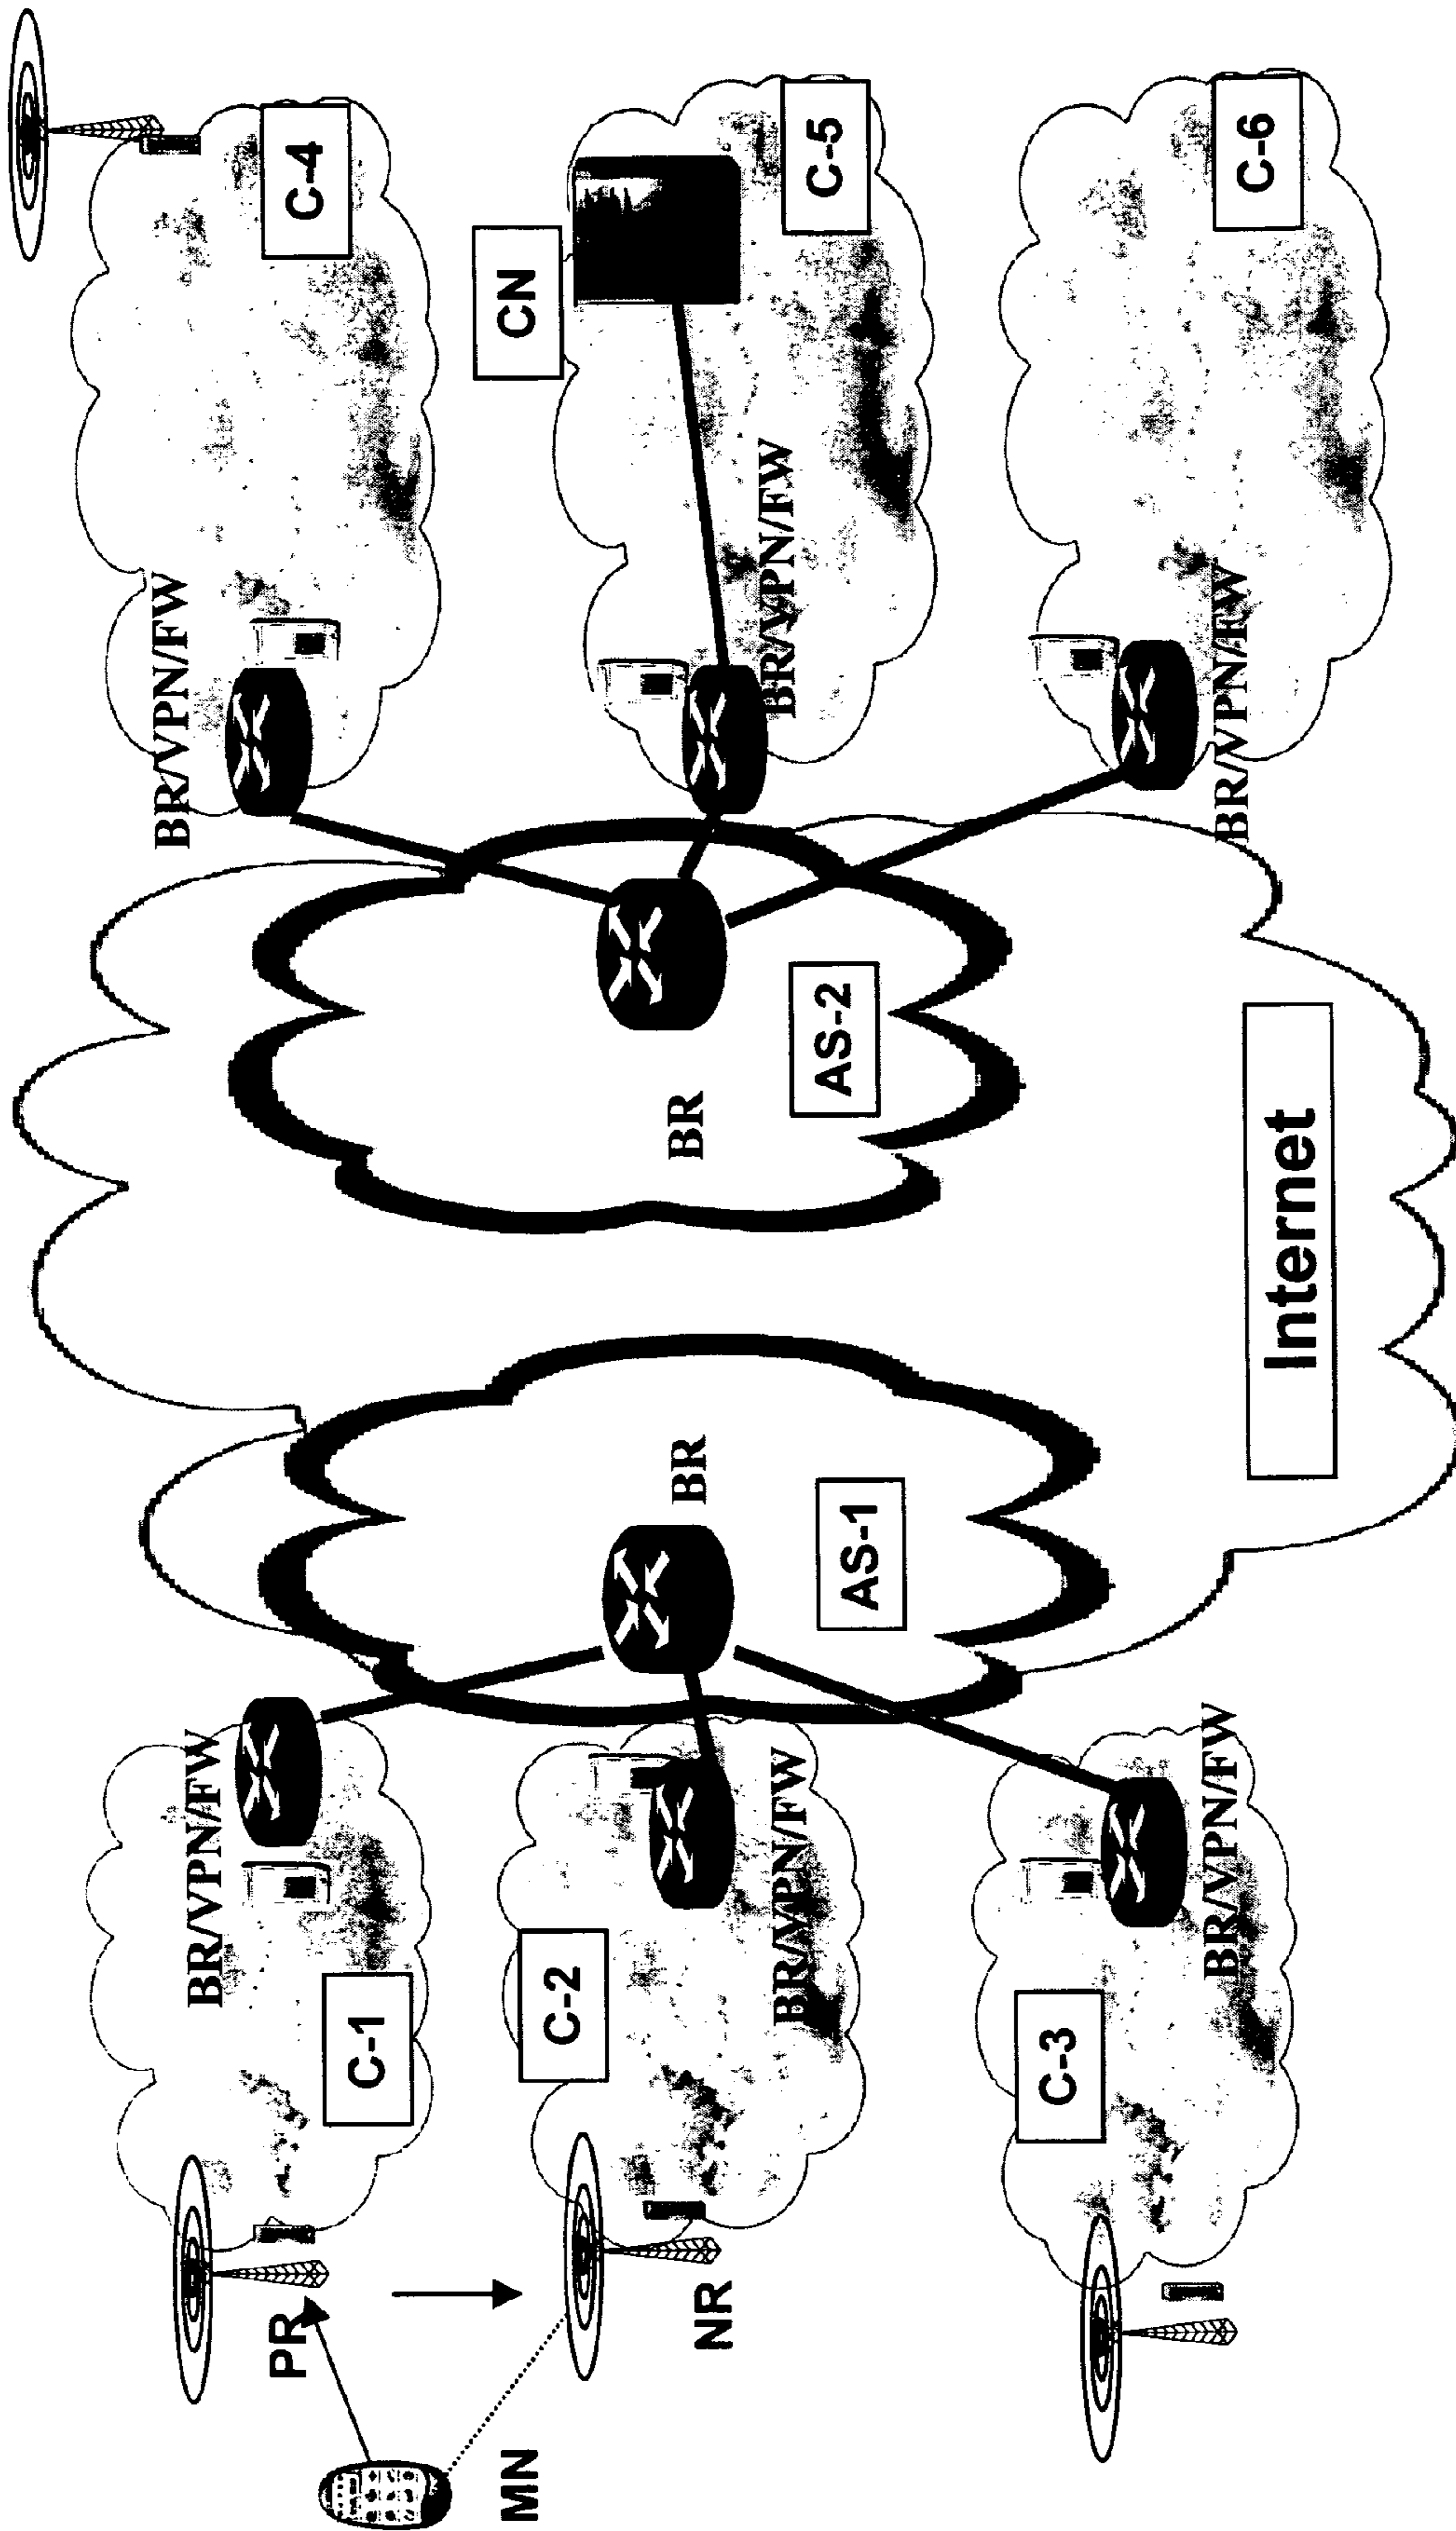 MN
PR
NR
C-1
BR/VPN/FW
C-2
BR/VPN/FW
C-3
BR/VPN/FW
BR
AS-1
Internet
BR
AS-2
BR/VPN/FW
C-4
CN
BR/VPN/FW
C-5
BR/VPN/FW
C-6